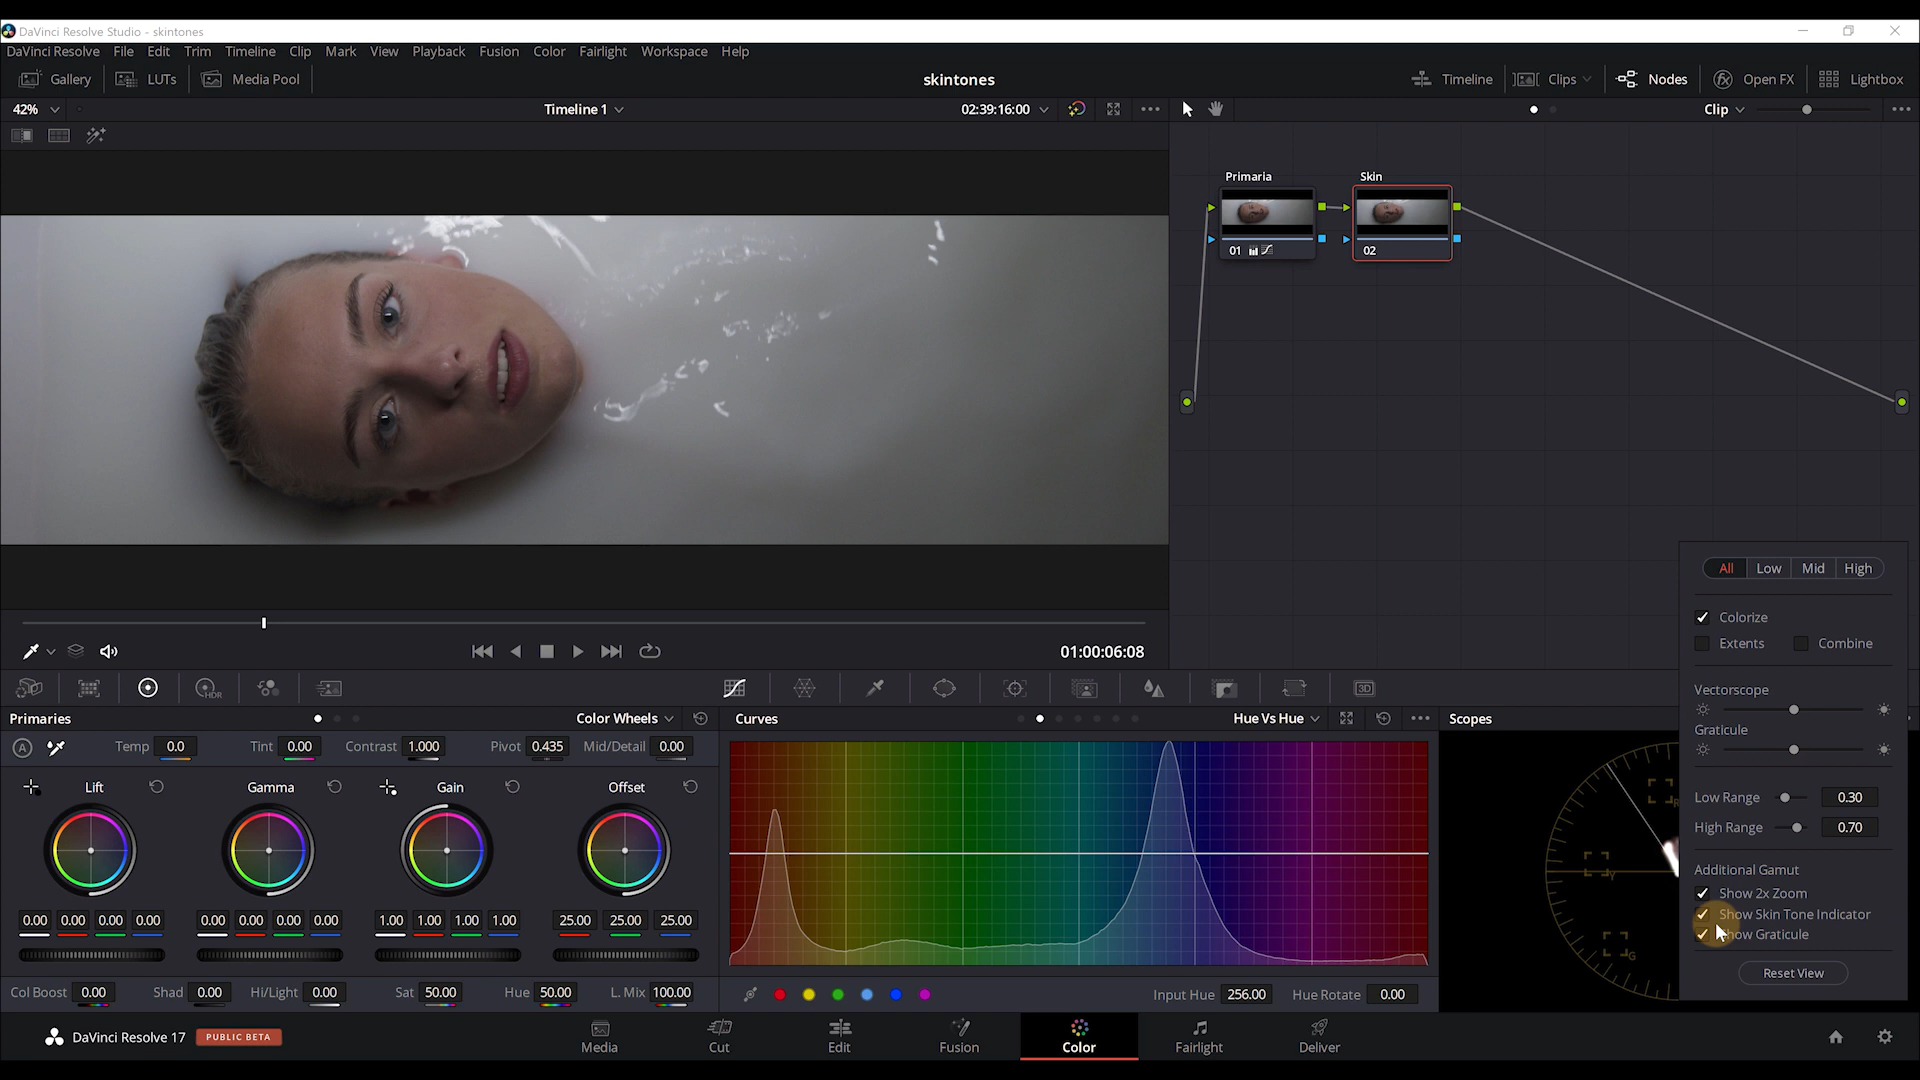 DaVinci Resolve Studio - skintones
DaVinci Resolve File Edit Trim Timeline Clip Mark View Playback Fusion Color Fairlight Workspace Help
Gallery LUTs Media Pool skintones Timeline Clips Nodes Open FX Lightbox
42% Timeline 1 02:39:16:00 Clip
Primaria Skin
01 02
All Low Mid High
Colorize
Extents Combine
01:00:06:08
Vectorscope
Graticule
Primaries Color Wheels Curves Hue Vs Hue Scopes
A Temp 0.0 Tint 0.00 Contrast 1.000 Pivot 0.435 Mid/Detail 0.00
HDR
3D
Lift Gamma Gain Offset
Low Range 0.30
High Range 0.70
Additional Gamut
Show 2x Zoom
Show Skin Tone Indicator
Graticule
Y
G
0.00 0.00 0.00 0.00 0.00 0.00 0.00 0.00 1.00 1.00 1.00 1.00 25.00 25.00 25.00
Reset View
Col Boost 0.00 Shad 0.00 Hi/Light 0.00 Sat 50.00 Hue 50.00 L. Mix 100.00 Input Hue 256.00 Hue Rotate 0.00
DaVinci Resolve 17 PUBLIC BETA Media Cut Edit Fusion Color Fairlight Deliver